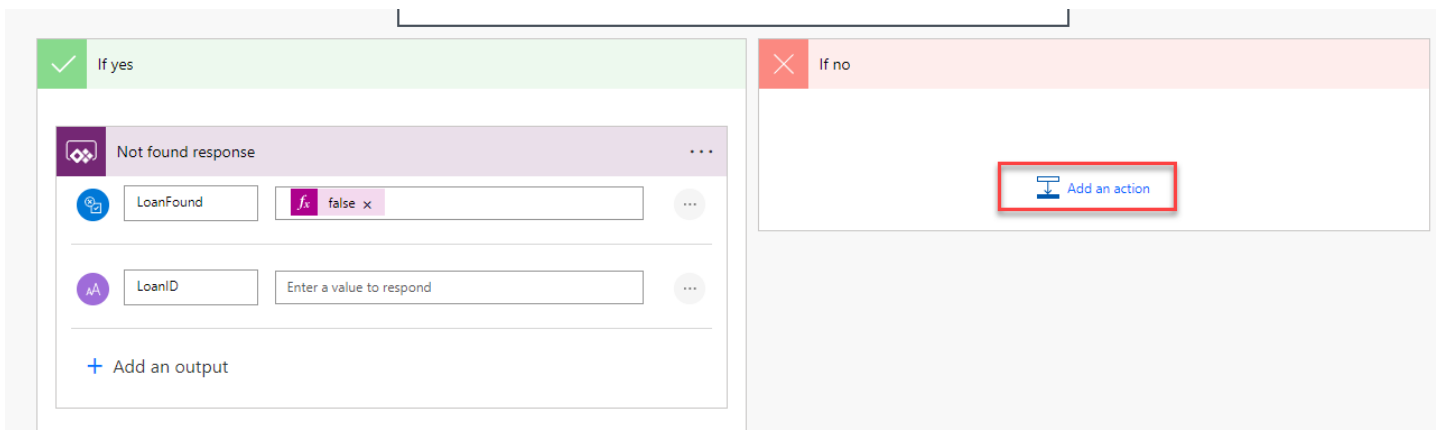 If yes
If no
Not found response
Add an action
LoanFound
fx false ×
LoanID
Enter a value to respond
+ Add an output